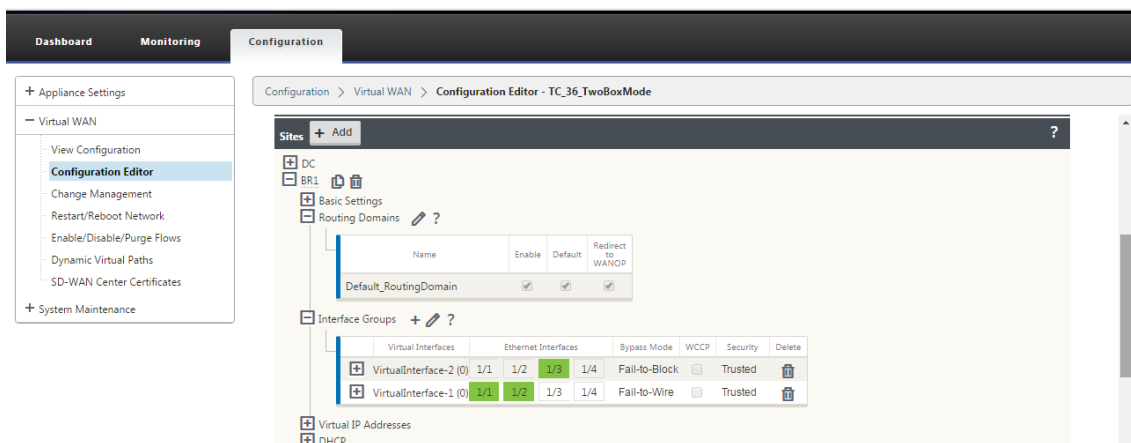 Dashboard Monitoring Configuration
+ Appliance Settings
− Virtual WAN
View Configuration
Configuration Editor
Change Management
Restart/Reboot Network
Enable/Disable/Purge Flows
Dynamic Virtual Paths
SD-WAN Center Certificates
+ System Maintenance
Configuration > Virtual WAN > Configuration Editor - TC_36_TwoBoxMode
Sites + Add ?
DC
BR1
Basic Settings
Routing Domains ?
Name Enable Default Redirect
to
WANOP
Default_RoutingDomain
Interface Groups + ?
Virtual Interfaces Ethernet Interfaces Bypass Mode WCCP Security Delete
VirtualInterface-2 (0) 1/1 1/2 1/3 1/4 Fail-to-Block Trusted
VirtualInterface-1 (0) 1/1 1/2 1/3 1/4 Fail-to-Wire Trusted
Virtual IP Addresses
DHCP